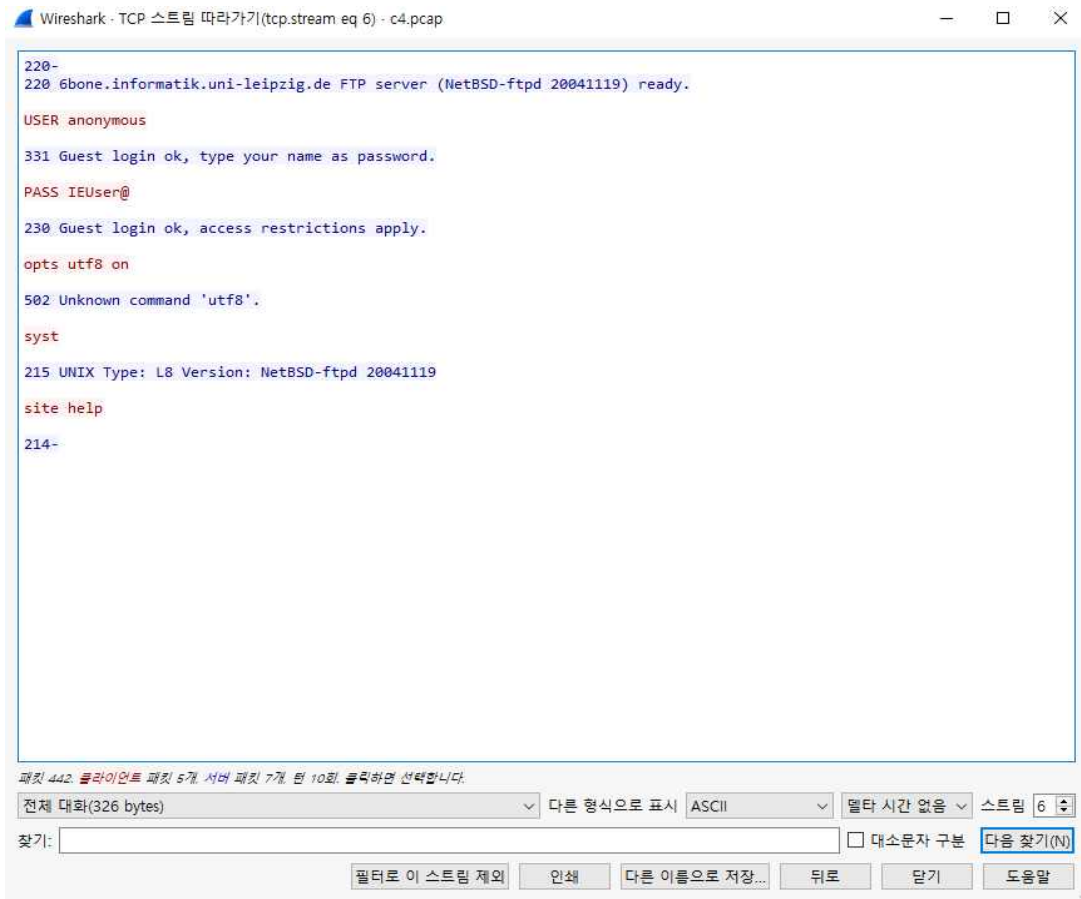 Wireshark · TCP 스트림 따라가기(tcp.stream eq 6) · c4.pcap
220-
220 6bone.informatik.uni-leipzig.de FTP server (NetBSD-ftpd 20041119) ready.
USER anonymous
331 Guest login ok, type your name as password.
PASS IEUser@
230 Guest login ok, access restrictions apply.
opts utf8 on
502 Unknown command 'utf8'.
syst
215 UNIX Type: L8 Version: NetBSD-ftpd 20041119
site help
214-
패킷 442. 클라이언트 패킷 5개, 서버 패킷 7개, 턴 10회. 클릭하면 선택합니다.
전체 대화(326 bytes) 다른 형식으로 표시 ASCII 델타 시간 없음 스트림 6
찾기: 대소문자 구분 다음 찾기(N)
필터로 이 스트림 제외 인쇄 다른 이름으로 저장... 뒤로 닫기 도움말